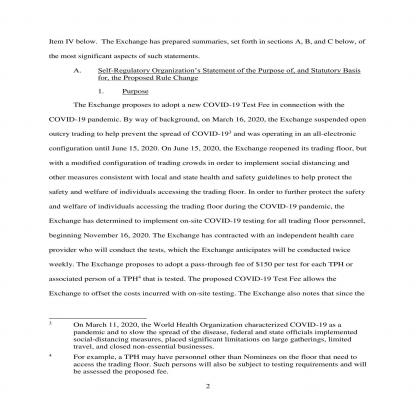 Item IV below. The Exchange has prepared summaries, set forth in sections A, B, and C below, of
the most significant aspects of such statements.
A. Self-Regulatory Organization’s Statement of the Purpose of, and Statutory Basis
for, the Proposed Rule Change
1. Purpose
The Exchange proposes to adopt a new COVID-19 Test Fee in connection with the
COVID-19 pandemic. By way of background, on March 16, 2020, the Exchange suspended open
outcry trading to help prevent the spread of COVID-19³ and was operating in an all-electronic
configuration until June 15, 2020. On June 15, 2020, the Exchange reopened its trading floor, but
with a modified configuration of trading crowds in order to implement social distancing and
other measures consistent with local and state health and safety guidelines to help protect the
safety and welfare of individuals accessing the trading floor. In order to further protect the safety
and welfare of individuals accessing the trading floor during the COVID-19 pandemic, the
Exchange has determined to implement on-site COVID-19 testing for all trading floor personnel,
beginning November 16, 2020. The Exchange has contracted with an independent health care
provider who will conduct the tests, which the Exchange anticipates will be conducted twice
weekly. The Exchange proposes to adopt a pass-through fee of $150 per test for each TPH or
associated person of a TPH⁴ that is tested. The proposed COVID-19 Test Fee allows the
Exchange to offset the costs incurred with on-site testing. The Exchange also notes that since the
³ On March 11, 2020, the World Health Organization characterized COVID-19 as a
pandemic and to slow the spread of the disease, federal and state officials implemented
social-distancing measures, placed significant limitations on large gatherings, limited
travel, and closed non-essential businesses.
⁴ For example, a TPH may have personnel other than Nominees on the floor that need to
access the trading floor. Such persons will also be subject to testing requirements and will
be assessed the proposed fee.
2